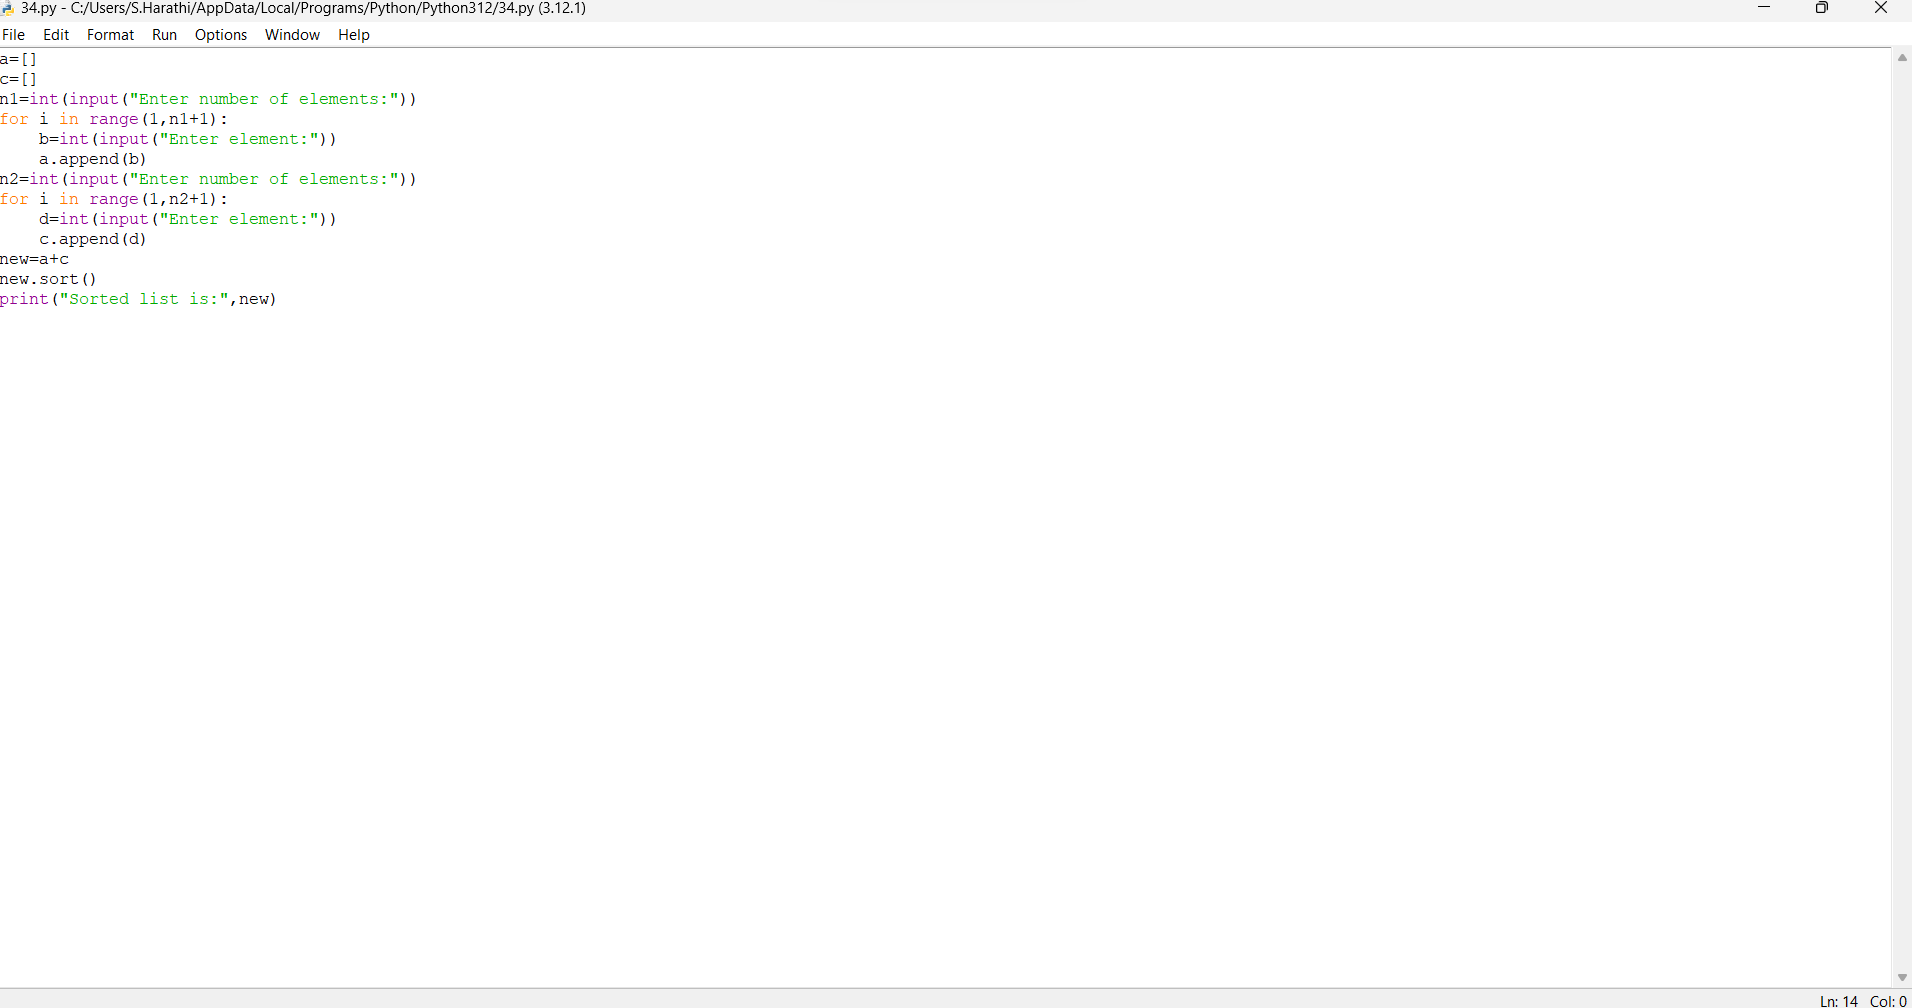 34.py - C:/Users/S.Harathi/AppData/Local/Programs/Python/Python312/34.py (3.12.1)
File Edit Format Run Options Window Help
a=[]
c=[]
n1=int(input("Enter number of elements:"))
for i in range(1,n1+1):
    b=int(input("Enter element:"))
    a.append(b)
n2=int(input("Enter number of elements:"))
for i in range(1,n2+1):
    d=int(input("Enter element:"))
    c.append(d)
new=a+c
new.sort()
print("Sorted list is:",new)
Ln: 14 Col: 0